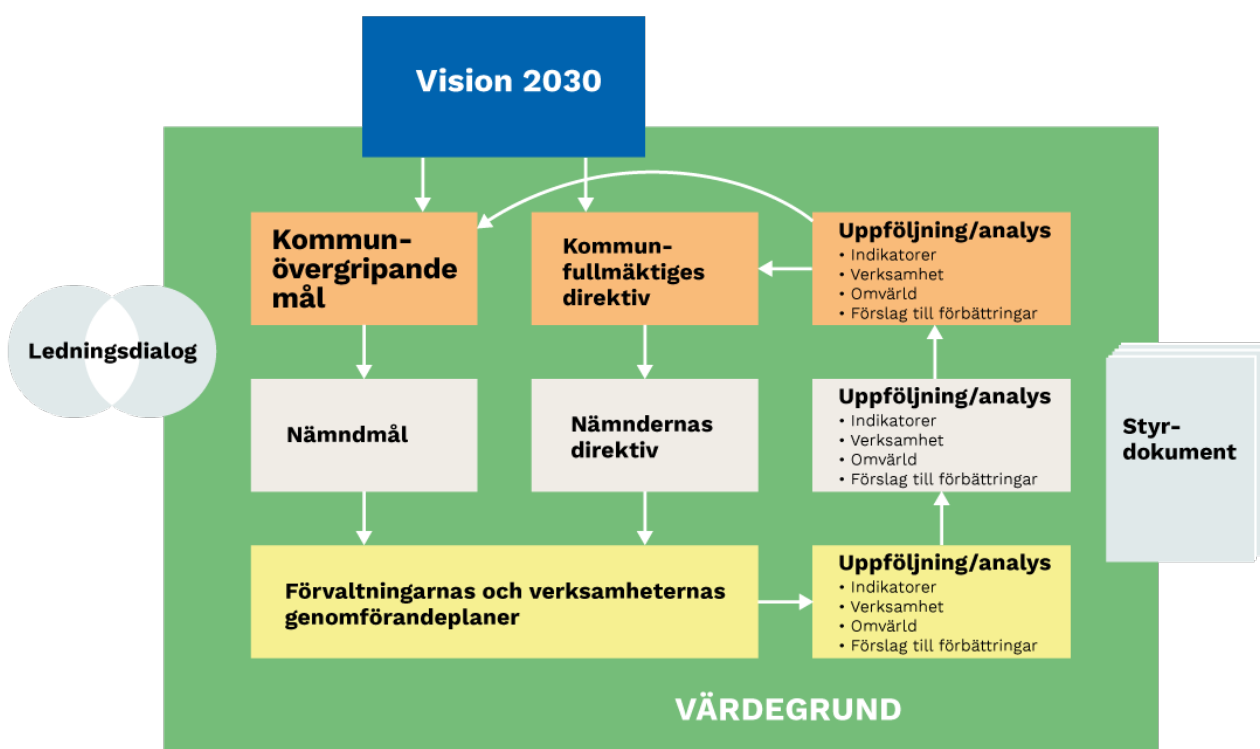 Vision 2030
Kommun-
övergripande
mål
Kommun-
fullmäktiges
direktiv
Uppföljning/analys
• Indikatorer
• Verksamhet
• Omvärld
• Förslag till förbättringar
Ledningsdialog
Nämndmål
Nämndernas
direktiv
Uppföljning/analys
• Indikatorer
• Verksamhet
• Omvärld
• Förslag till förbättringar
Styr-
dokument
Förvaltningarnas och verksamheternas
genomförandeplaner
Uppföljning/analys
• Indikatorer
• Verksamhet
• Omvärld
• Förslag till förbättringar
VÄRDEGRUND